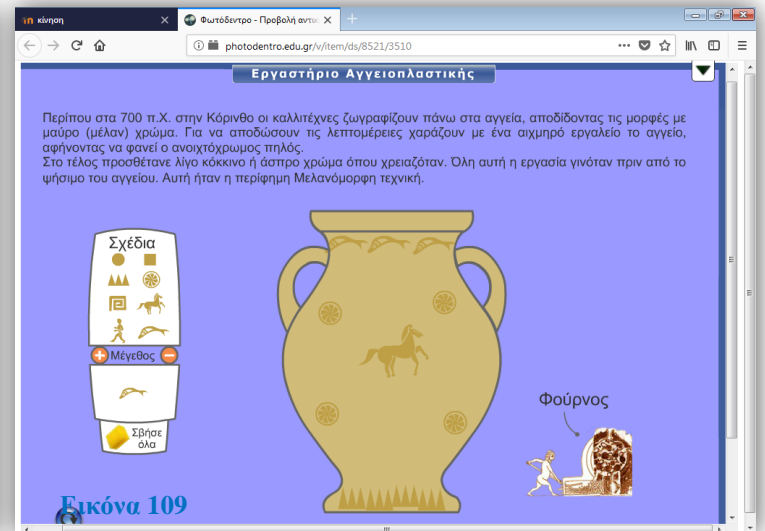 in κίνηση
Φωτόδεντρο - Προβολή αντικ
photodentro.edu.gr/v/item/ds/8521/3510
Εργαστήριο Αγγειοπλαστικής
Περίπου στα 700 π.Χ. στην Κόρινθο οι καλλιτέχνες ζωγραφίζουν πάνω στα αγγεία, αποδίδοντας τις μορφές με
μαύρο (μέλαν) χρώμα. Για να αποδώσουν τις λεπτομέρειες χαράζουν με ένα αιχμηρό εργαλείο το αγγείο,
αφήνοντας να φανεί ο ανοιχτόχρωμος πηλός.
Στο τέλος προσθέτανε λίγο κόκκινο ή άσπρο χρώμα όπου χρειαζόταν. Όλη αυτή η εργασία γινόταν πριν από το
ψήσιμο του αγγείου. Αυτή ήταν η περίφημη Μελανόμορφη τεχνική.
Σχέδια
Μέγεθος
Σβήσε
όλα
Φούρνος
Εικόνα 109